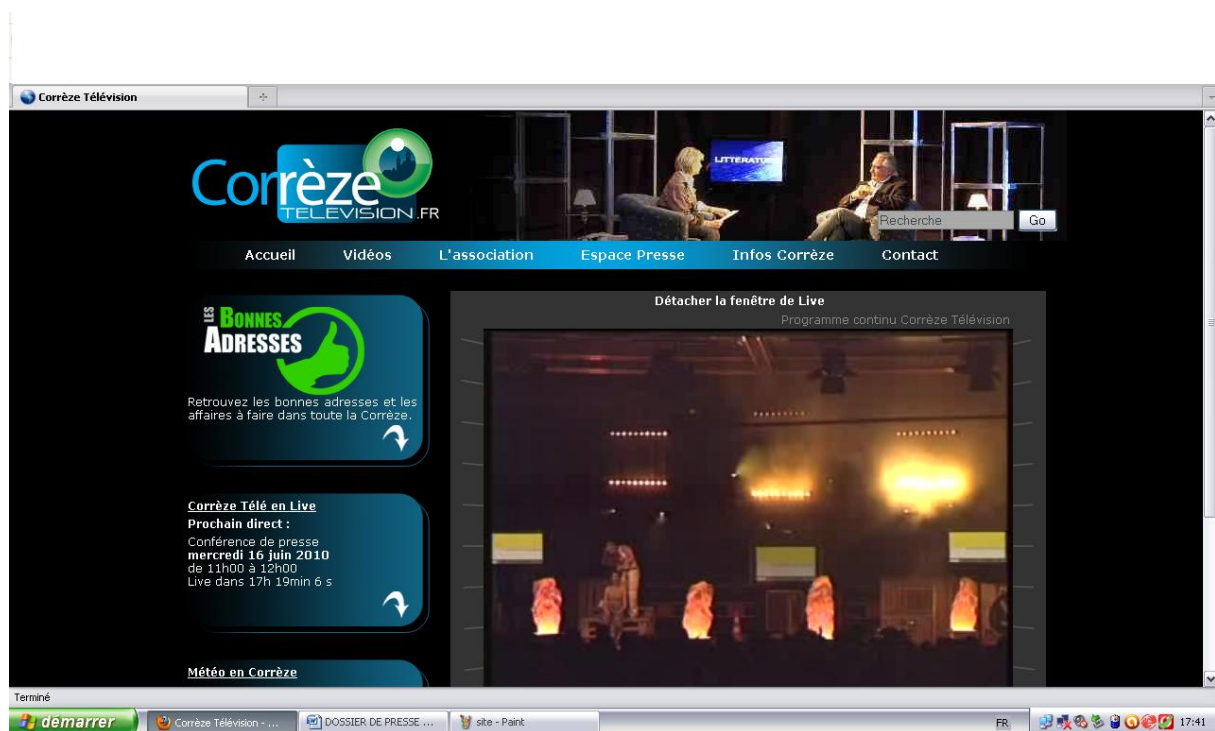 Corrèze Télévision
Corrèze
TELEVISION.FR
LITTERATURE
Recherche
Go
Accueil Vidéos L'association Espace Presse Infos Corrèze Contact
LES BONNES
ADRESSES
Retrouvez les bonnes adresses et les
affaires à faire dans toute la Corrèze.
Corrèze Télé en Live
Prochain direct :
Conférence de presse
mercredi 16 juin 2010
de 11h00 à 12h00
Live dans 17h 19min 6 s
Météo en Corrèze
Détacher la fenêtre de Live
Programme continu Corrèze Télévision
Terminé
démarrer
Corrèze Télévision - ...
DOSSIER DE PRESSE ...
site - Paint
FR
17:41